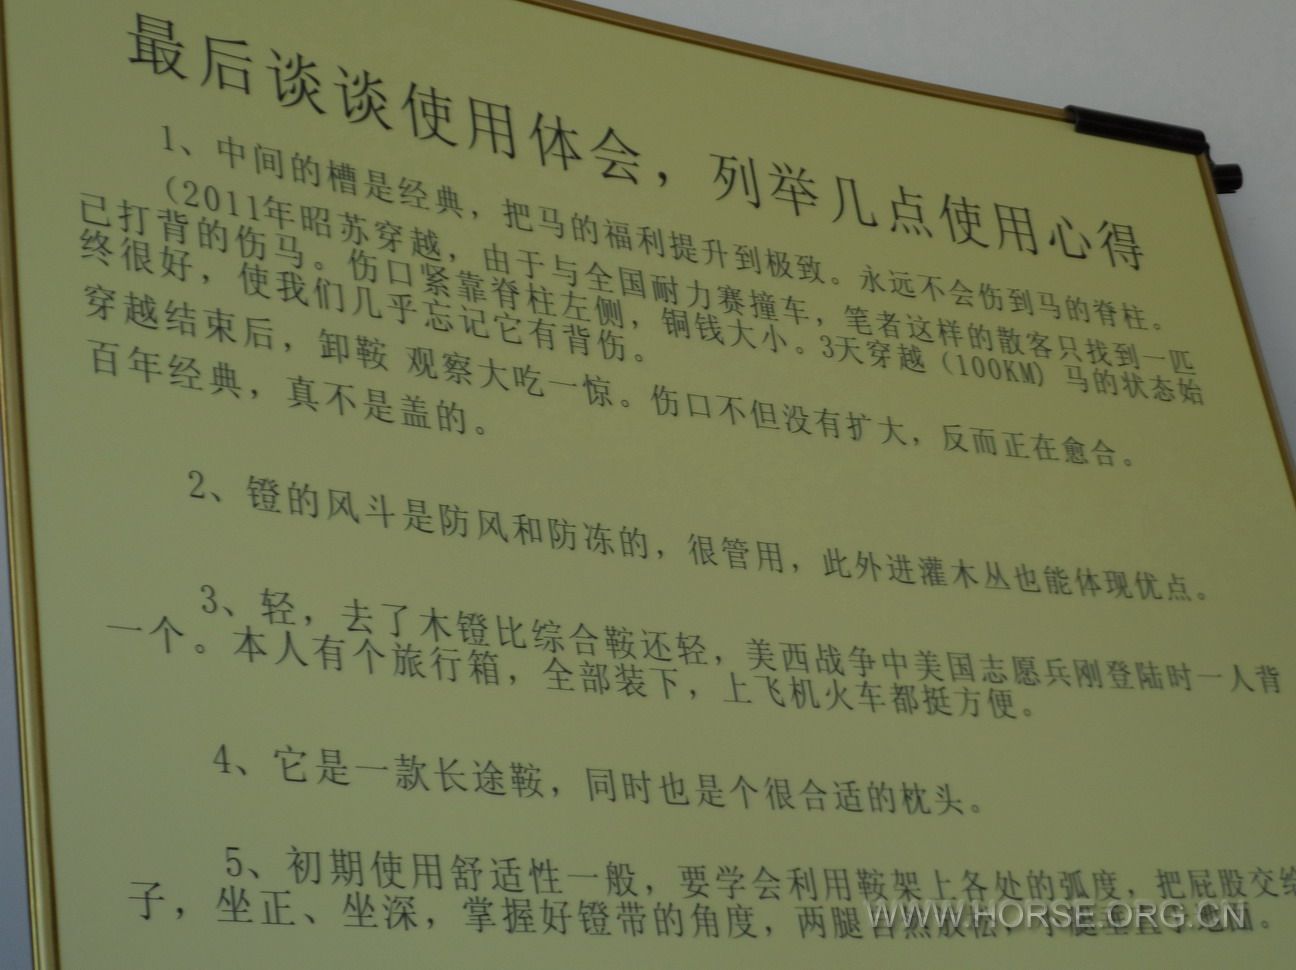 最后谈谈使用体会，列举几点使用心得
1、中间的槽是经典，把马的福利提升到极致。永远不会伤到马的脊柱。
（2011年昭苏穿越，由于与全国耐力赛撞车，笔者这样的散客只找到一匹
已打背的伤马。伤口紧靠脊柱左侧，铜钱大小。3天穿越（100KM）马的状态始
终很好，使我们几乎忘记它有背伤。
穿越结束后，卸鞍 观察大吃一惊。伤口不但没有扩大，反而正在愈合。
百年经典，真不是盖的。
2、镫的风斗是防风和防冻的，很管用，此外进灌木丛也能体现优点。
3、轻，去了木镫比综合鞍还轻，美西战争中美国志愿兵刚登陆时一人背
一个。本人有个旅行箱，全部装下，上飞机火车都挺方便。
4、它是一款长途鞍，同时也是个很合适的枕头。
5、初期使用舒适性一般，要学会利用鞍架上各处的弧度，把屁股交给
子，坐正、坐深，掌握好镫带的角度，两腿自然放松，小腿垂直于地面。
WWW.HORSE.ORG.CN